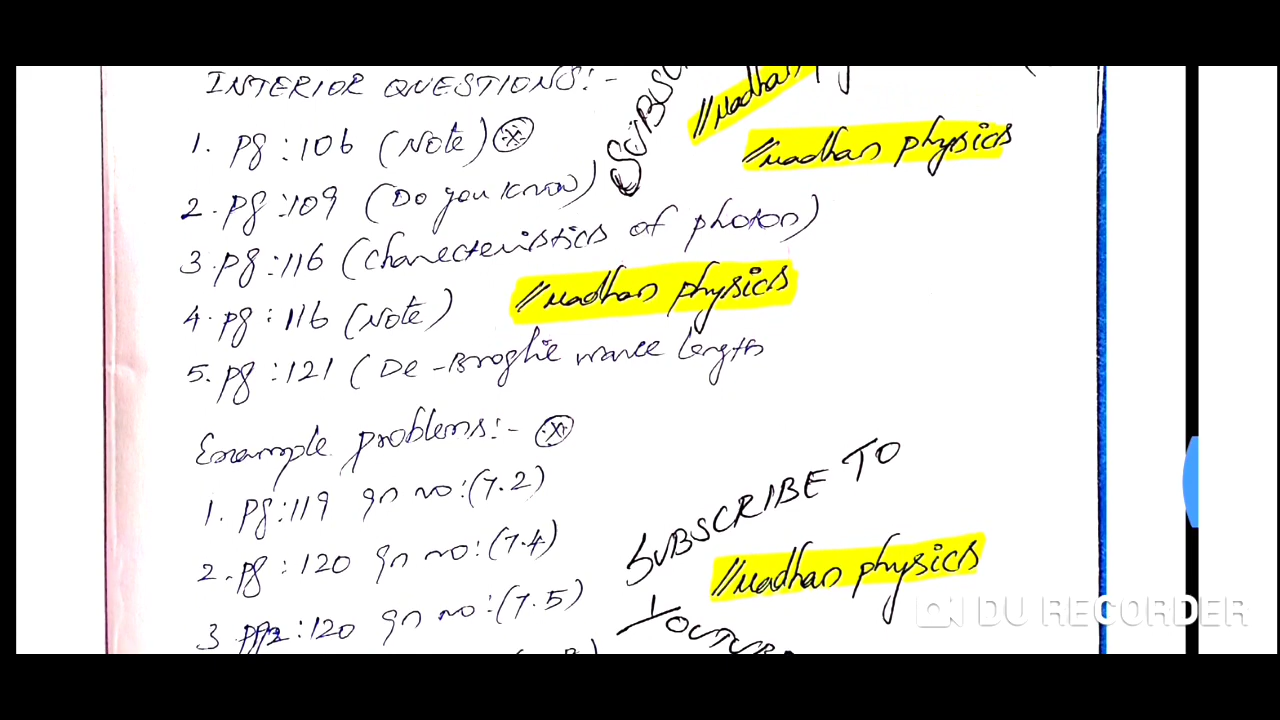 INTERIOR QUESTIONS:-
//Madhan
1. pg:106 (Note)
//Madhan physics
2. pg:109 (Do you know)
3. pg:116 (charecteristics of photon)
4. pg:116 (Note)
//Madhan physics
5. pg:121 (De-Broglie wavee length
Example problems:-
1. pg:119 qn no:(7.2)
2. pg:120 qn no:(7.4)
3 :120 qn no:(7.5)
SUBSCRIBE TO
//Madhan physics
DU RECORDER